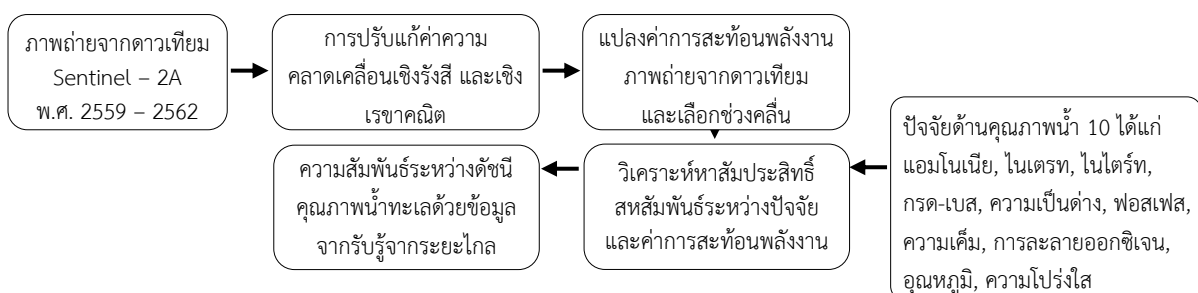 ภาพถ่ายจากดาวเทียม
Sentinel – 2A
พ.ศ. 2559 – 2562
การปรับแก้ค่าความ
คลาดเคลื่อนเชิงรังสี และเชิง
เรขาคณิต
แปลงค่าการสะท้อนพลังงาน
ภาพถ่ายจากดาวเทียม
และเลือกช่วงคลื่น
ปัจจัยด้านคุณภาพน้ำ 10 ได้แก่
แอมโมเนีย, ไนเตรท, ไนไตร์ท,
กรด-เบส, ความเป็นด่าง, ฟอสเฟส,
ความเค็ม, การละลายออกซิเจน,
อุณหภูมิ, ความโปร่งใส
วิเคราะห์หาสัมประสิทธิ์
สหสัมพันธ์ระหว่างปัจจัย
และค่าการสะท้อนพลังงาน
ความสัมพันธ์ระหว่างดัชนี
คุณภาพน้ำทะเลด้วยข้อมูล
จากรับรู้จากระยะไกล